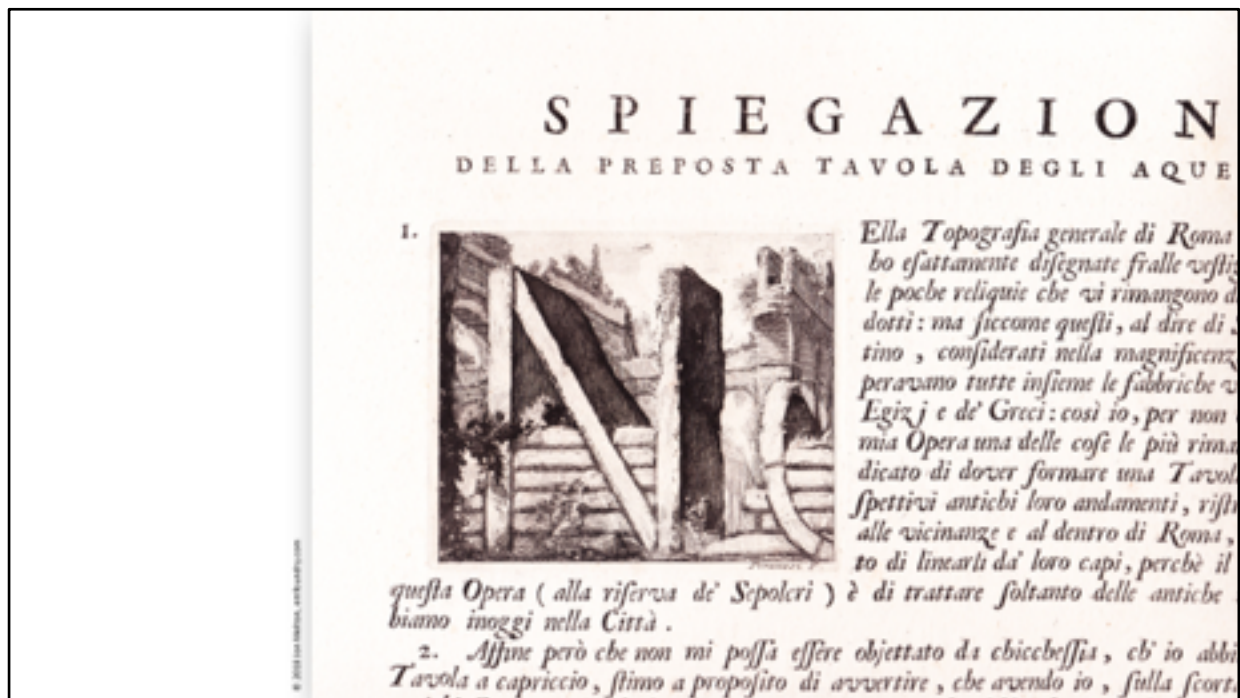 SPIEGAZION
DELLA PREPOSTA TAVOLA DEGLI AQUE
1. NElla Topografia generale di Roma
ho eſattamente diſegnate fralle veſtig
le poche reliquie che vi rimangono d
dotti: ma ſiccome queſti, al dire di
tino, conſiderati nella magnificenz
peravano tutte inſieme le fabbriche v
Egizj e de' Greci: così io, per non
mia Opera una delle coſe le più rima
dicato di dover formare una Tavol
ſpettivi antichi loro andamenti, riſt
alle vicinanze e al dentro di Roma,
to di linearli da' loro capi, perchè il
queſta Opera ( alla riſerva de' Sepolcri ) è di trattare ſoltanto delle antiche
biamo inoggi nella Città.
2. Affine però che non mi poſſa eſſere objettato da chiccheſſia, ch' io abbi
Tavola a capriccio, ſtimo a propoſito di avvertire, che avendo io, ſulla ſcort